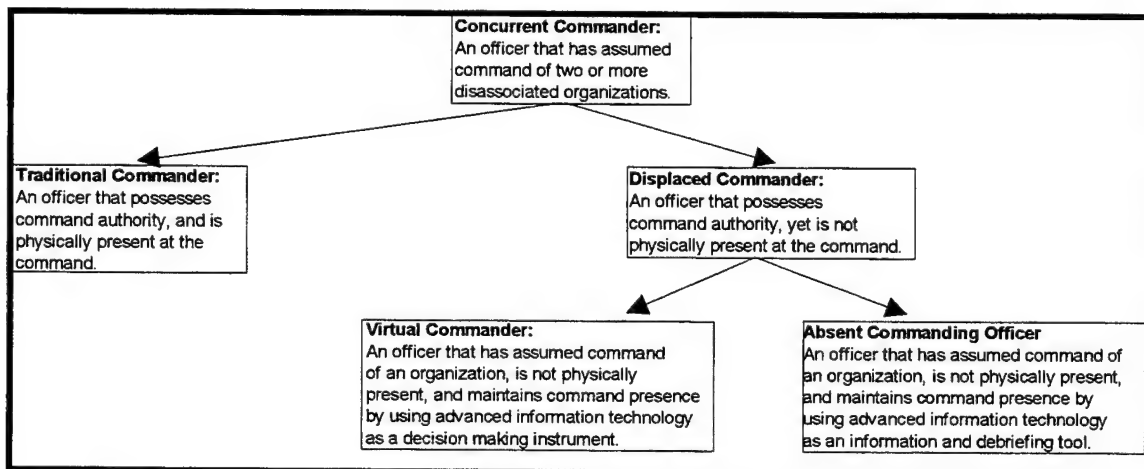 Concurrent Commander:
An officer that has assumed
command of two or more
disassociated organizations.
Traditional Commander:
An officer that possesses
command authority, and is
physically present at the
command.
Displaced Commander:
An officer that possesses
command authority, yet is not
physically present at the command.
Virtual Commander:
An officer that has assumed command
of an organization, is not physically
present, and maintains command presence
by using advanced information technology
as a decision making instrument.
Absent Commanding Officer
An officer that has assumed command of
an organization, is not physically present,
and maintains command presence by
using advanced information technology
as an information and debriefing tool.